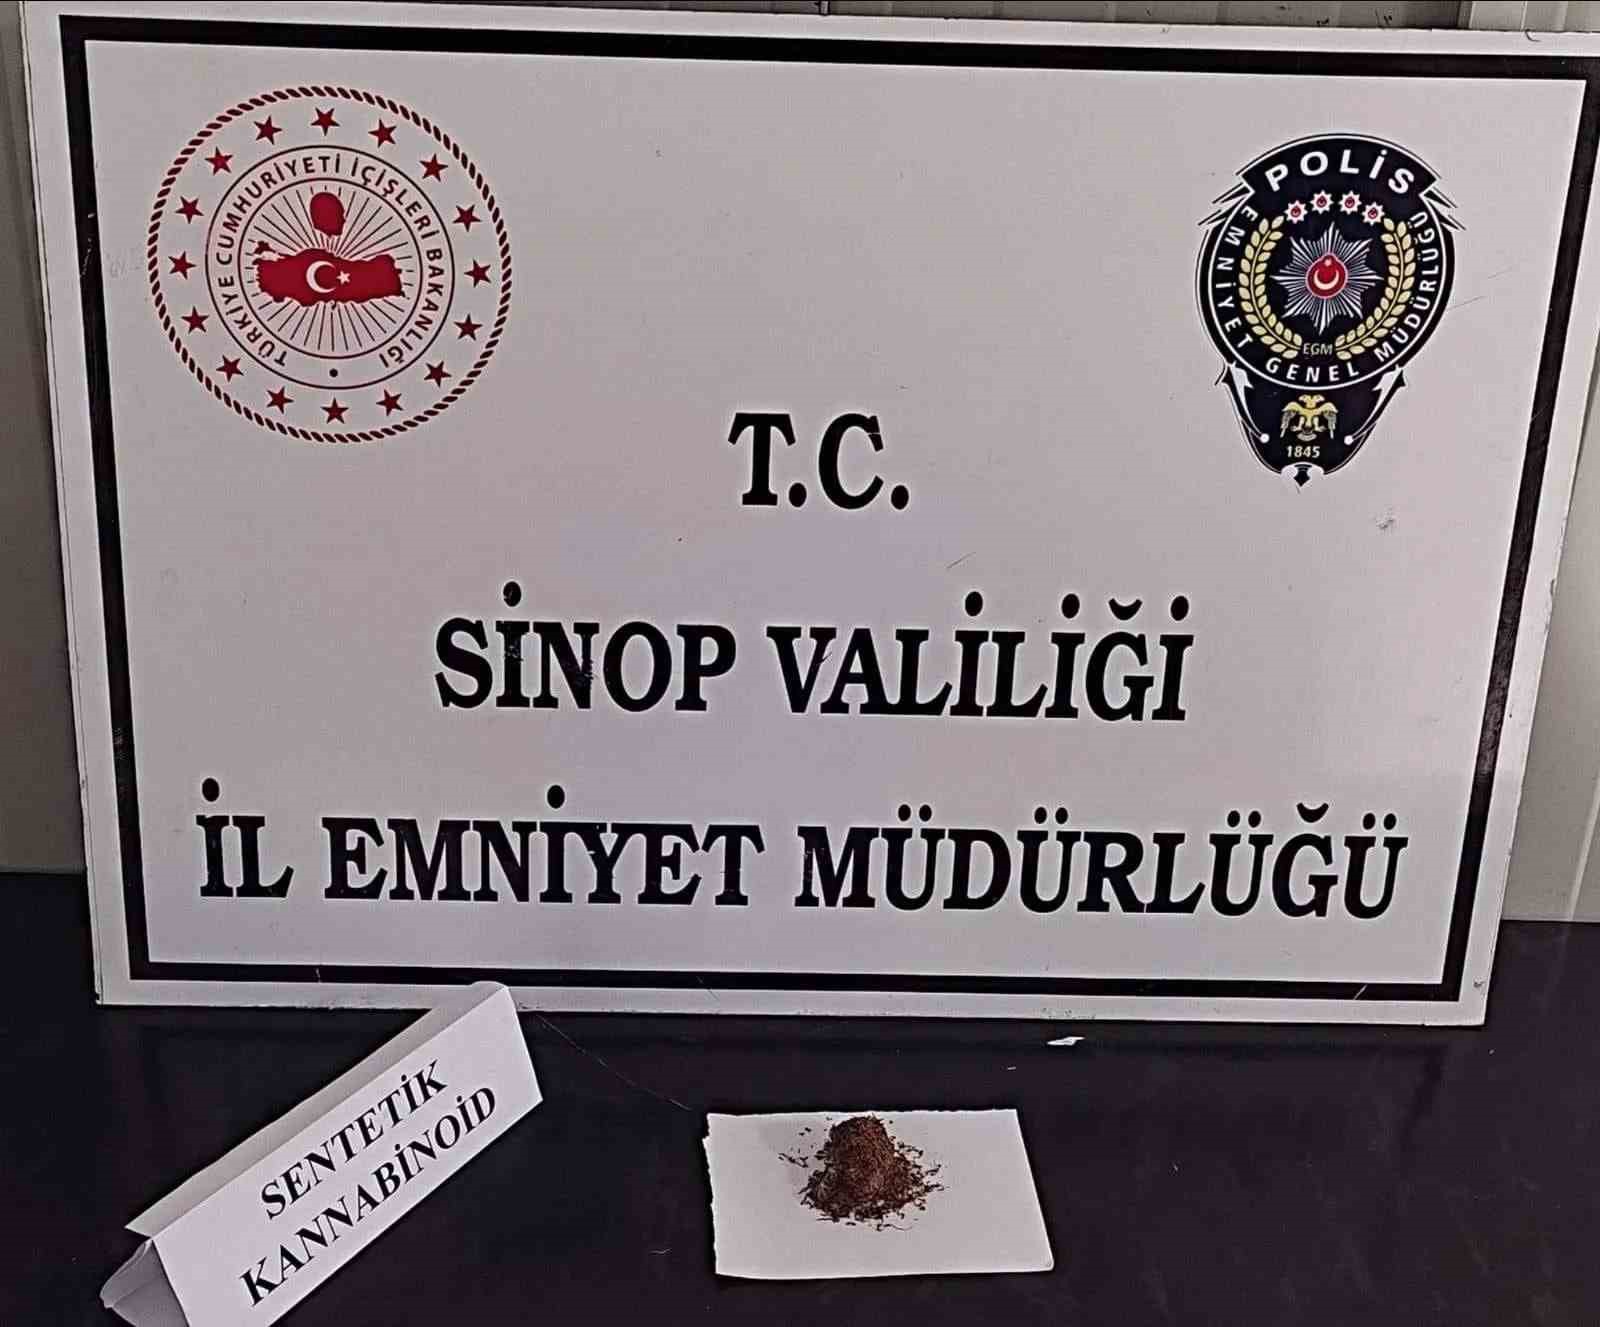 TÜRKİYE CUMHURİYETİ İÇİŞLERİ BAKANLIĞI
POLİS
EMNİYET GENEL MÜDÜRLÜĞÜ
EGM
1845
T.C.
SİNOP VALİLİĞİ
İL EMNİYET MÜDÜRLÜĞÜ
SENTETİK
KANNABİNOİD